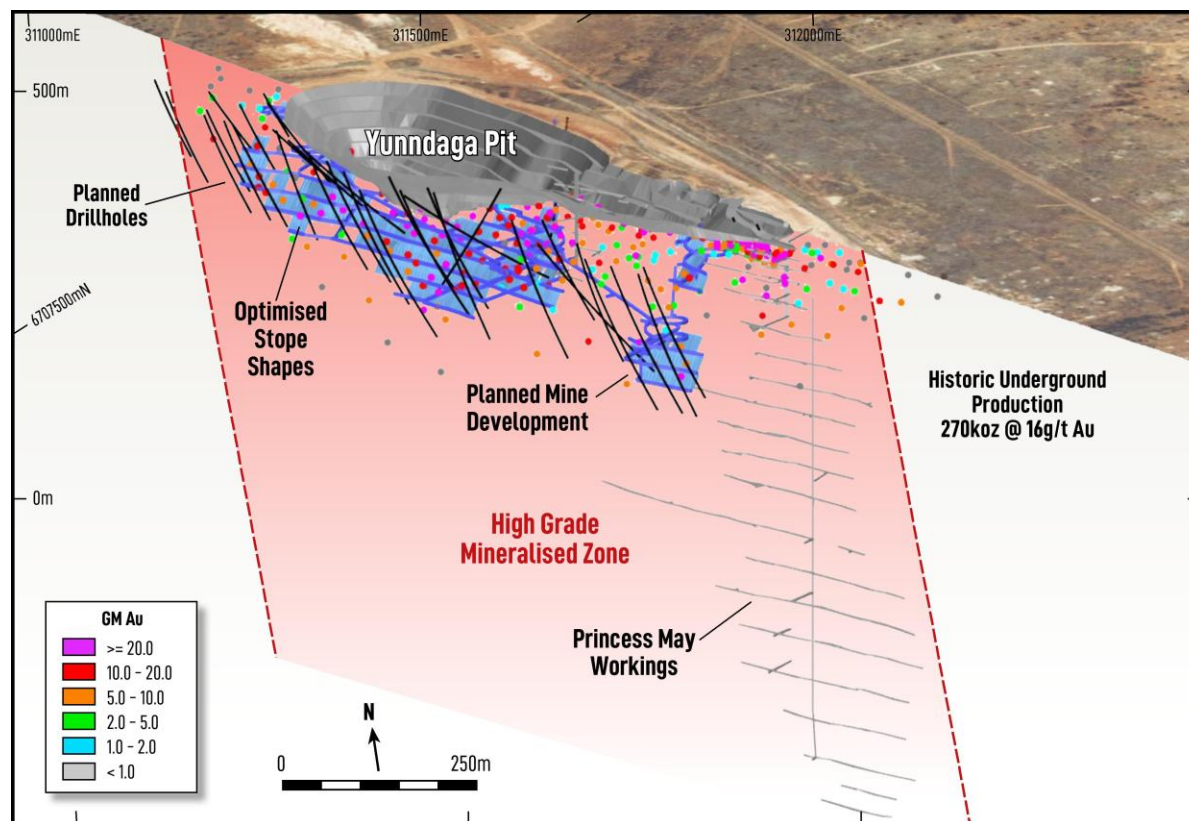 311000mE
311500mE
312000mE
500m
Yunndaga Pit
Planned
Drillholes
6707500mN
Optimised
Stope
Shapes
Planned Mine
Development
Historic Underground
Production
270koz @ 16g/t Au
0m
High Grade
Mineralised Zone
Princess May
Workings
GM Au
>= 20.0
10.0 - 20.0
5.0 - 10.0
2.0 - 5.0
1.0 - 2.0
< 1.0
N
0
250m